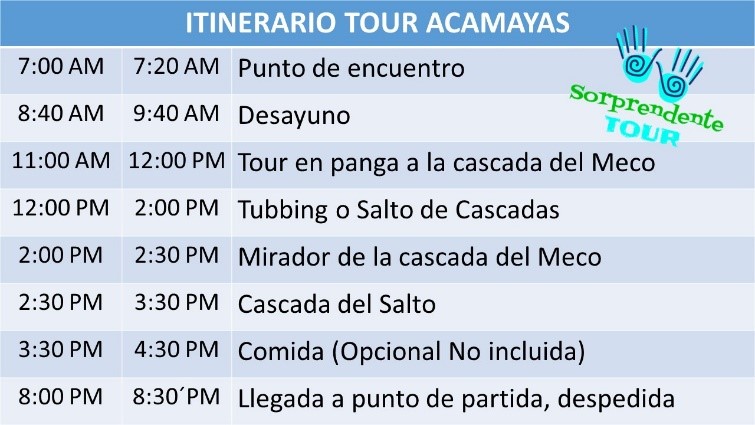 ITINERARIO TOUR ACAMAYAS
7:00 AM 7:20 AM Punto de encuentro
8:40 AM 9:40 AM Desayuno
Sorprendente
TOUR
11:00 AM 12:00 PM Tour en panga a la cascada del Meco
12:00 PM 2:00 PM Tubbing o Salto de Cascadas
2:00 PM 2:30 PM Mirador de la cascada del Meco
2:30 PM 3:30 PM Cascada del Salto
3:30 PM 4:30 PM Comida (Opcional No incluida)
8:00 PM 8:30´PM Llegada a punto de partida, despedida